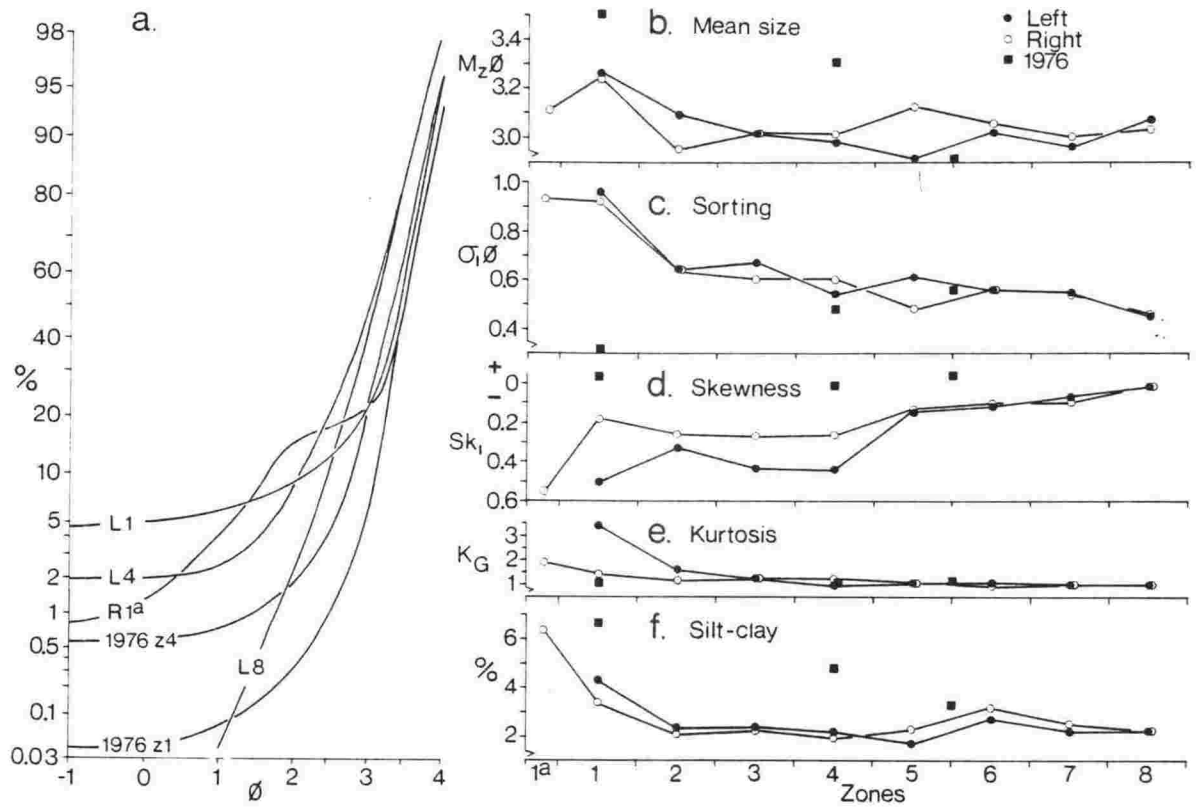 a.
98
95
90
80
60
40
%
20
10
5
2
1
0.5
0.1
0.03
-1 0 1 2 3 4
Ø
L1
L4
R1a
1976 z4
L8
1976 z1
b. Mean size
MzØ
3.4
3.2
3.0
Left
Right
1976
c. Sorting
σ1Ø
1.0
0.8
0.6
0.4
d. Skewness
Sk1
+
0
−
0.2
0.4
0.6
e. Kurtosis
KG
3
2
1
f. Silt-clay
%
6
4
2
1a 1 2 3 4 5 6 7 8
Zones